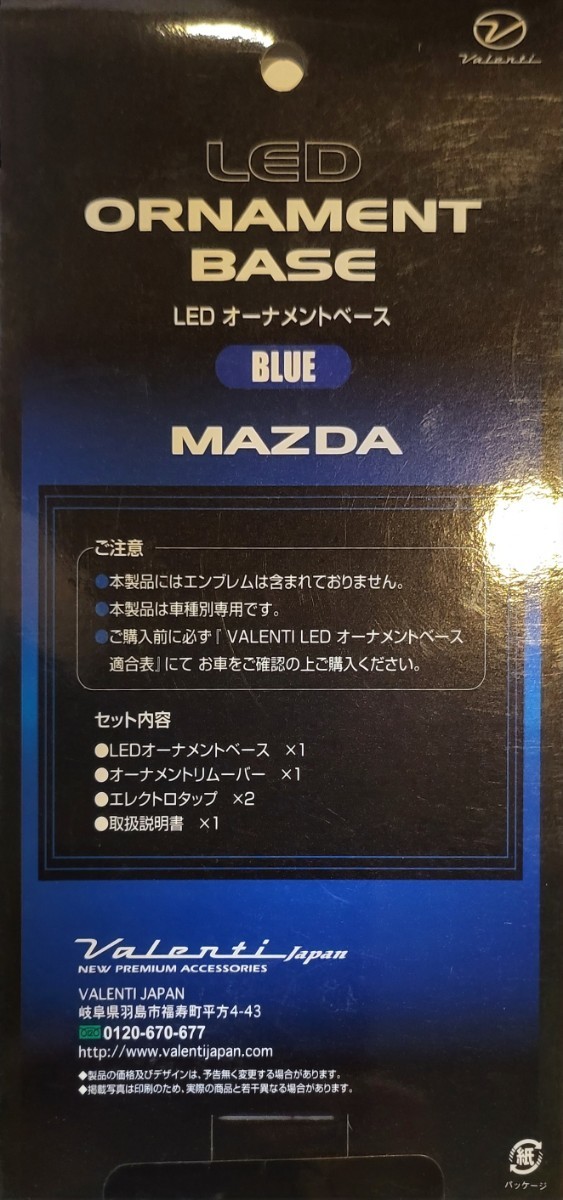 Valenti
LED
ORNAMENT
BASE
LED オーナメントベース
BLUE
MAZDA
ご注意
●本製品にはエンブレムは含まれておりません。
●本製品は車種別専用です。
●ご購入前に必ず『 VALENTI LED オーナメントベース
適合表』にて お車をご確認の上ご購入ください。
セット内容
●LEDオーナメントベース ×1
●オーナメントリムーバー ×1
●エレクトロタップ ×2
●取扱説明書 ×1
Valenti Japan
NEW PREMIUM ACCESSORIES
VALENTI JAPAN
岐阜県羽島市福寿町平方4-43
0120-670-677
http://www.valentijapan.com
◆製品の価格及びデザインは、予告無く変更する場合があります。
◆掲載写真は印刷のため、実際の商品と若干異なる場合があります。
紙
パッケージ